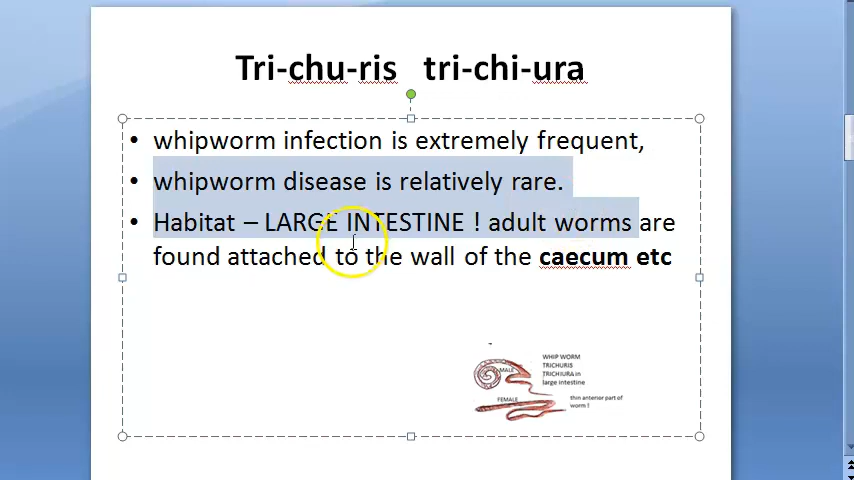 Tri-chu-ris tri-chi-ura
• whipworm infection is extremely frequent,
• whipworm disease is relatively rare.
• Habitat – LARGE INTESTINE ! adult worms are
found attached to the wall of the caecum etc
WHIP WORM
TRICHURIS
TRICHIURA in
large intestine
MALE
FEMALE
thin anterior part of
worm !